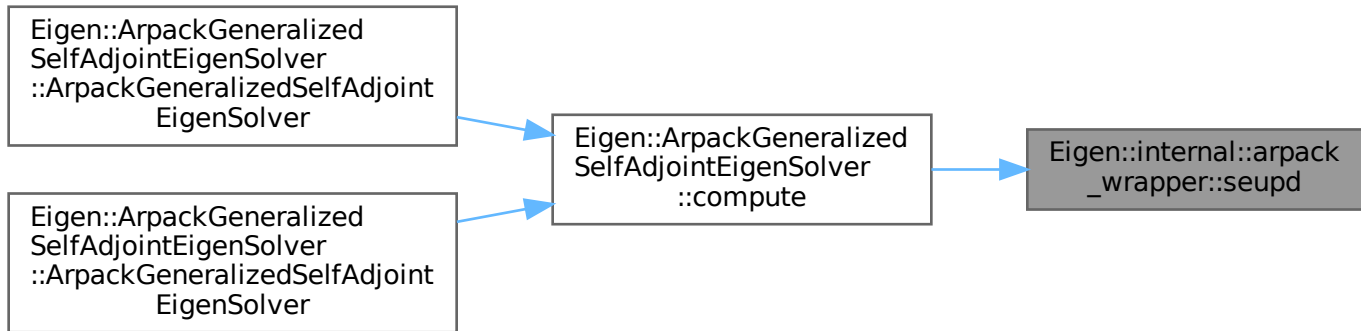 Eigen::ArpackGeneralized
SelfAdjointEigenSolver
::ArpackGeneralizedSelfAdjoint
EigenSolver
Eigen::ArpackGeneralized
SelfAdjointEigenSolver
::ArpackGeneralizedSelfAdjoint
EigenSolver
Eigen::ArpackGeneralized
SelfAdjointEigenSolver
::compute
Eigen::internal::arpack
_wrapper::seupd